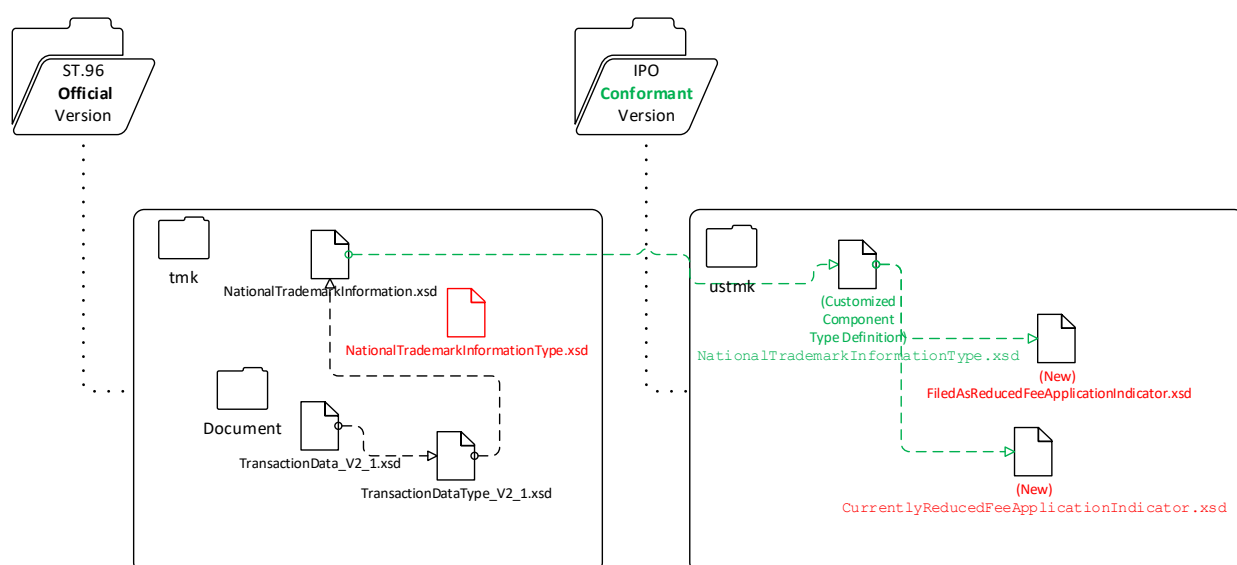 ST.96
Official
Version
IPO
Conformant
Version
tmk
NationalTrademarkInformation.xsd
NationalTrademarkInformationType.xsd
Document
TransactionData_V2_1.xsd
TransactionDataType_V2_1.xsd
ustmk
(Customized
Component
Type Definition)
NationalTrademarkInformationType.xsd
(New)
FiledAsReducedFeeApplicationIndicator.xsd
(New)
CurrentlyReducedFeeApplicationIndicator.xsd